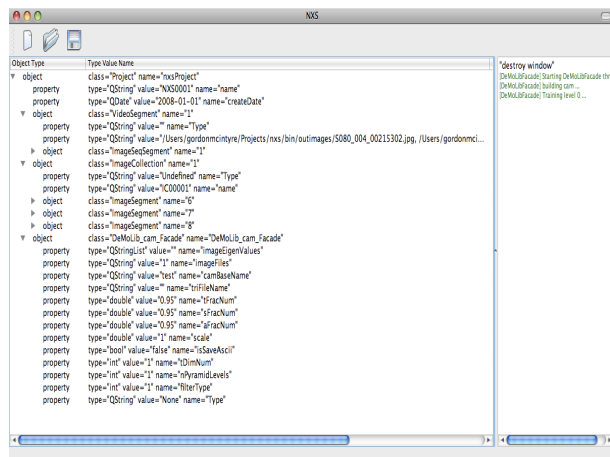 NXS
Object Type Type Value Name
object class="Project" name="nxsProject"
property type="QString" value="NXS0001" name="name"
property type="QDate" value="2008-01-01" name="createDate"
object class="VideoSegment" name="1"
property type="QString" value="" name="Type"
property type="QString" value="/Users/gordonmcintyre/Projects/nxs/bin/outimages/S080_004_00215302.jpg, /Users/gordonmci...
object class="ImageSeqSegment" name="1"
object class="ImageCollection" name="1"
property type="QString" value="Undefined" name="Type"
property type="QString" value="IC00001" name="name"
object class="ImageSegment" name="6"
object class="ImageSegment" name="7"
object class="ImageSegment" name="8"
object class="DeMoLib_cam_Facade" name="DeMoLib_cam_Facade"
property type="QStringList" value="" name="imageEigenValues"
property type="QString" value="1" name="imageFiles"
property type="QString" value="test" name="camBaseName"
property type="QString" value="" name="triFileName"
property type="double" value="0.95" name="tFracNum"
property type="double" value="0.95" name="sFracNum"
property type="double" value="0.95" name="aFracNum"
property type="double" value="1" name="scale"
property type="bool" value="false" name="isSaveAscii"
property type="int" value="1" name="tDimNum"
property type="int" value="1" name="nPyramidLevels"
property type="int" value="1" name="filterType"
property type="QString" value="None" name="Type"
"destroy window"
[DeMoLibFacade] Starting DeMoLibFacade thr
[DeMoLibFacade] building cam ...
[DeMoLibFacade] Training level 0 ...